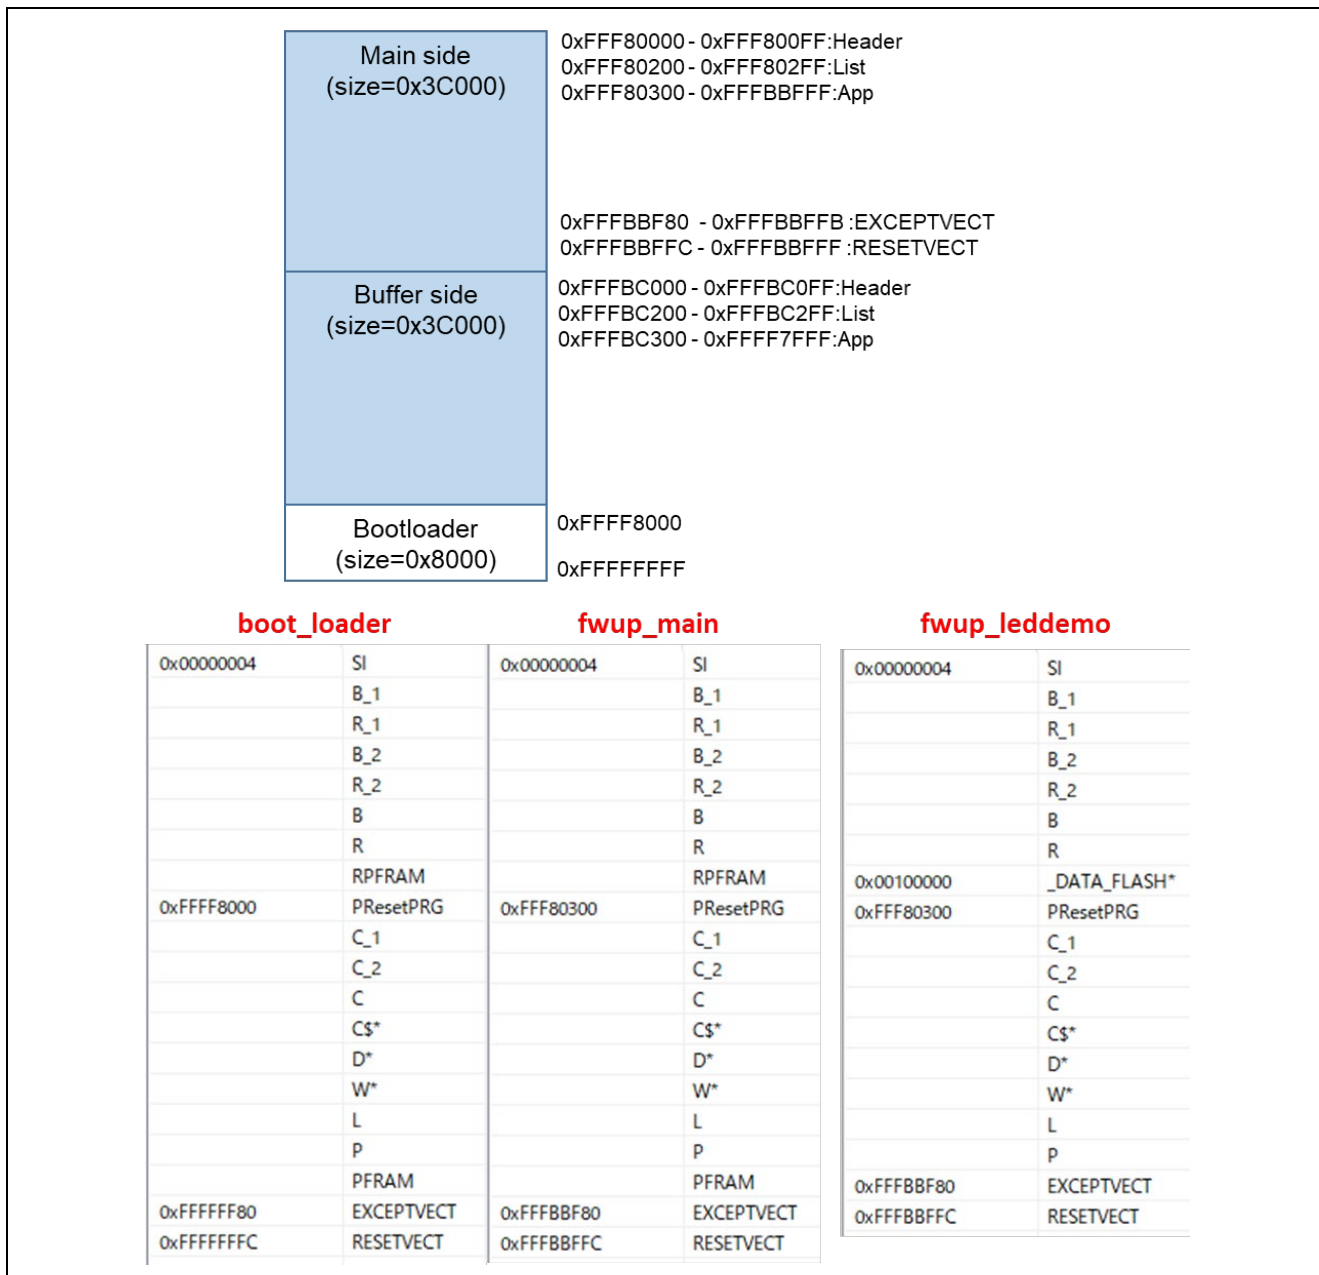 Main side
(size=0x3C000)
0xFFF80000 - 0xFFF800FF:Header
0xFFF80200 - 0xFFF802FF:List
0xFFF80300 - 0xFFFBBFFF:App
0xFFFBBF80 - 0xFFFBBFFB :EXCEPTVECT
0xFFFBBFFC - 0xFFFBBFFF :RESETVECT
Buffer side
(size=0x3C000)
0xFFFBC000 - 0xFFFBC0FF:Header
0xFFFBC200 - 0xFFFBC2FF:List
0xFFFBC300 - 0xFFFF7FFF:App
Bootloader
(size=0x8000)
0xFFFF8000
0xFFFFFFFF
boot_loader
0x00000004 SI
B_1
R_1
B_2
R_2
B
R
RPFRAM
0xFFFF8000 PResetPRG
C_1
C_2
C
C$*
D*
W*
L
P
PFRAM
0xFFFFFF80 EXCEPTVECT
0xFFFFFFFC RESETVECT
fwup_main
0x00000004 SI
B_1
R_1
B_2
R_2
B
R
RPFRAM
0xFFF80300 PResetPRG
C_1
C_2
C
C$*
D*
W*
L
P
PFRAM
0xFFFBBF80 EXCEPTVECT
0xFFFBBFFC RESETVECT
fwup_leddemo
0x00000004 SI
B_1
R_1
B_2
R_2
B
R
0x00100000 _DATA_FLASH*
0xFFF80300 PResetPRG
C_1
C_2
C
C$*
D*
W*
L
P
0xFFFBBF80 EXCEPTVECT
0xFFFBBFFC RESETVECT